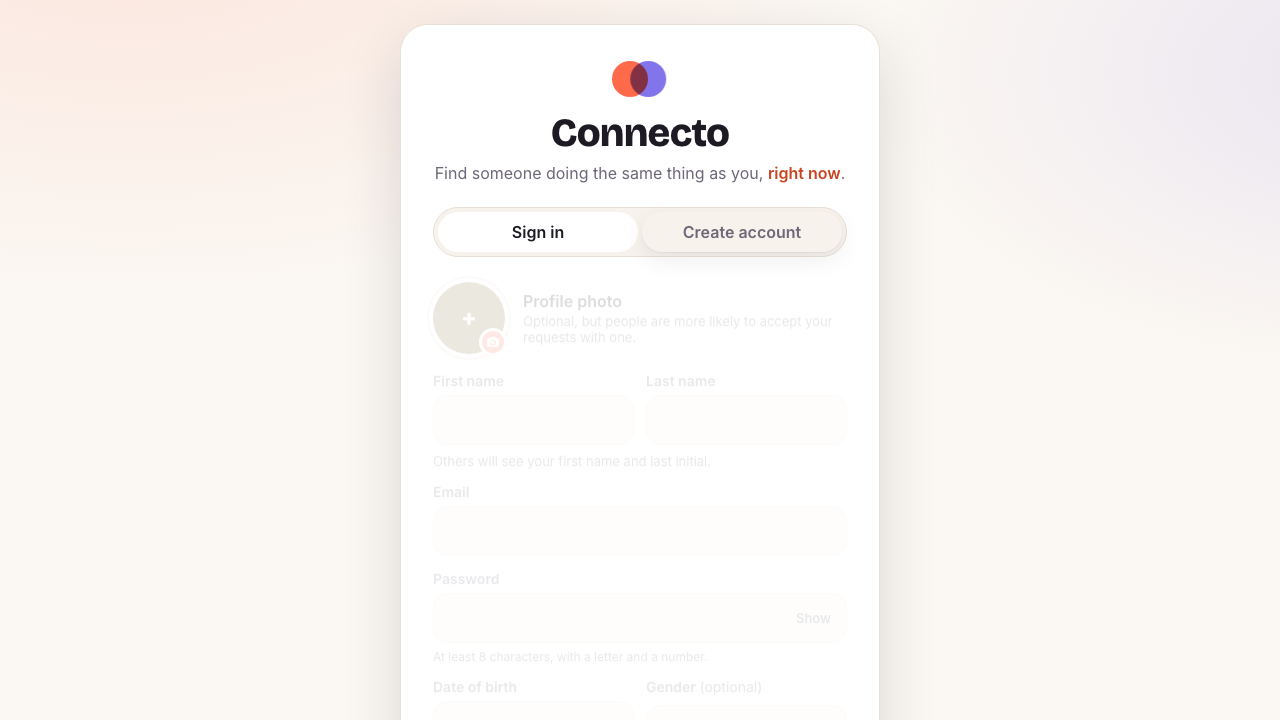 Connecto
Find someone doing the same thing as you, right now.
Sign in
Create account
Profile photo
Optional, but people are more likely to accept your
requests with one.
First name
Last name
Others will see your first name and last initial.
Email
Password
Show
At least 8 characters, with a letter and a number.
Date of birth
Gender (optional)